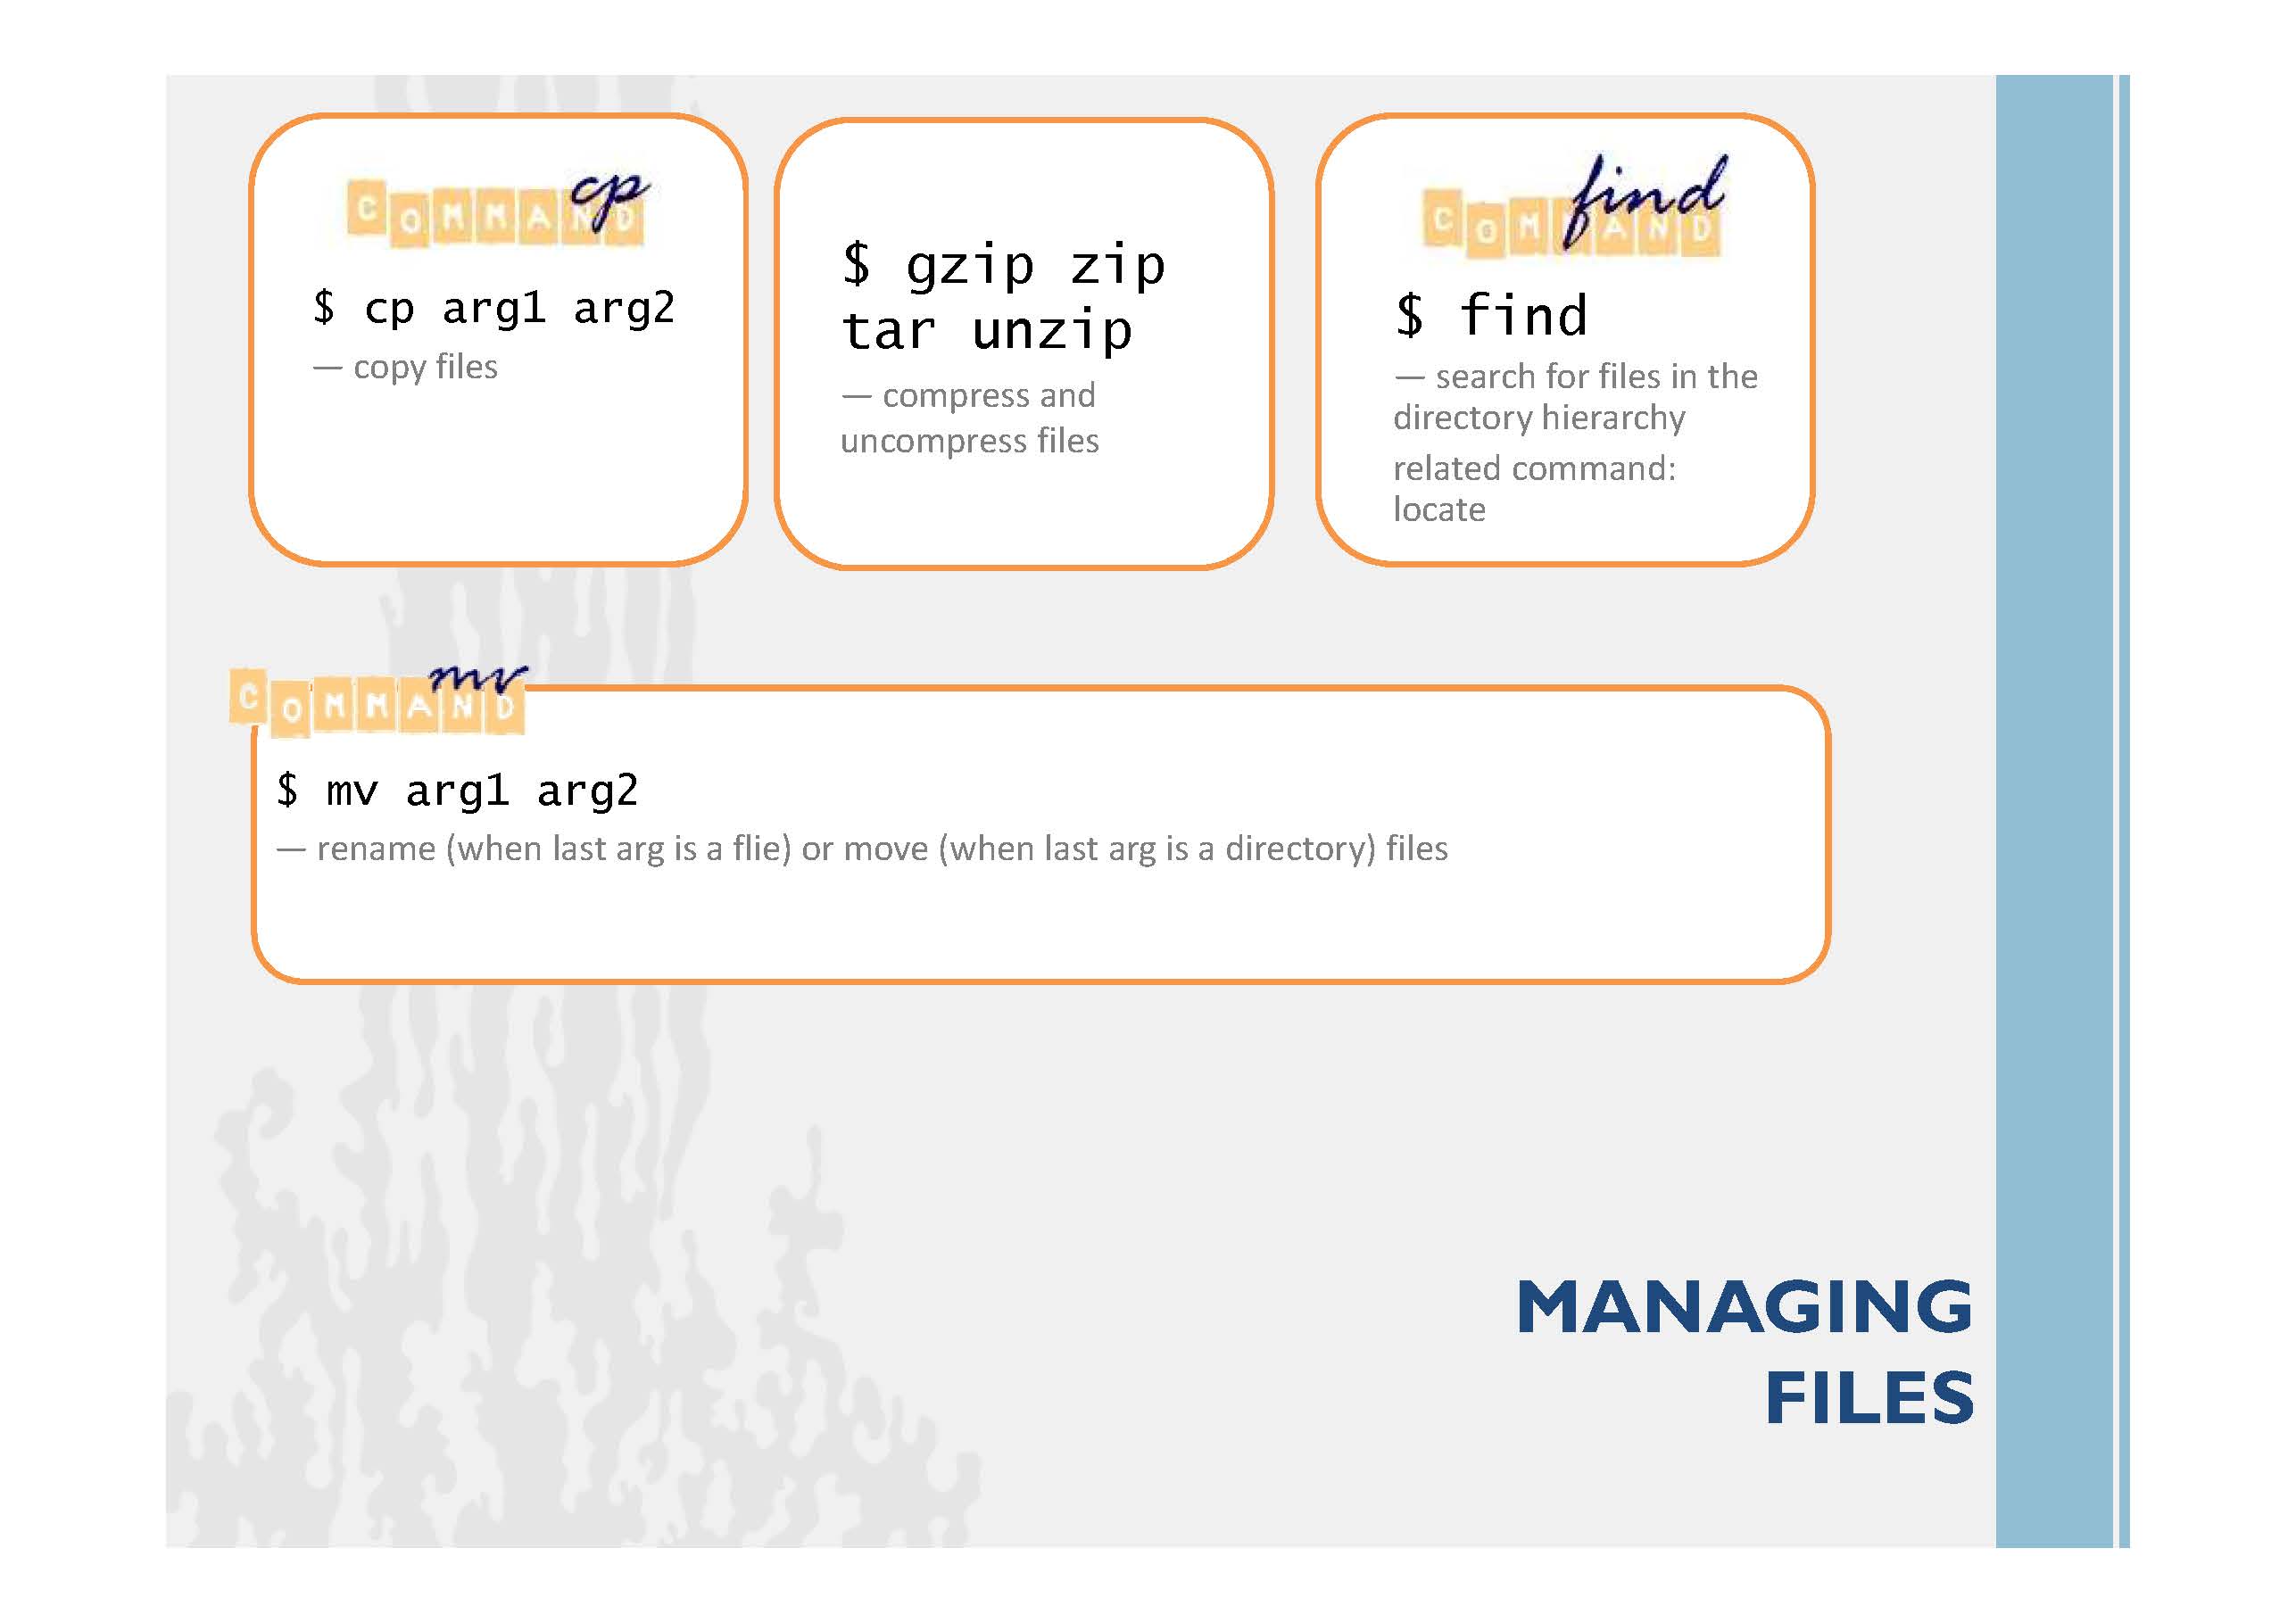 COMMAND cp
$ cp arg1 arg2
— copy files
$ gzip zip
tar unzip
— compress and
uncompress files
COMMAND find
$ find
— search for files in the
directory hierarchy
related command:
locate
COMMAND mv
$ mv arg1 arg2
— rename (when last arg is a flie) or move (when last arg is a directory) files
MANAGING
FILES